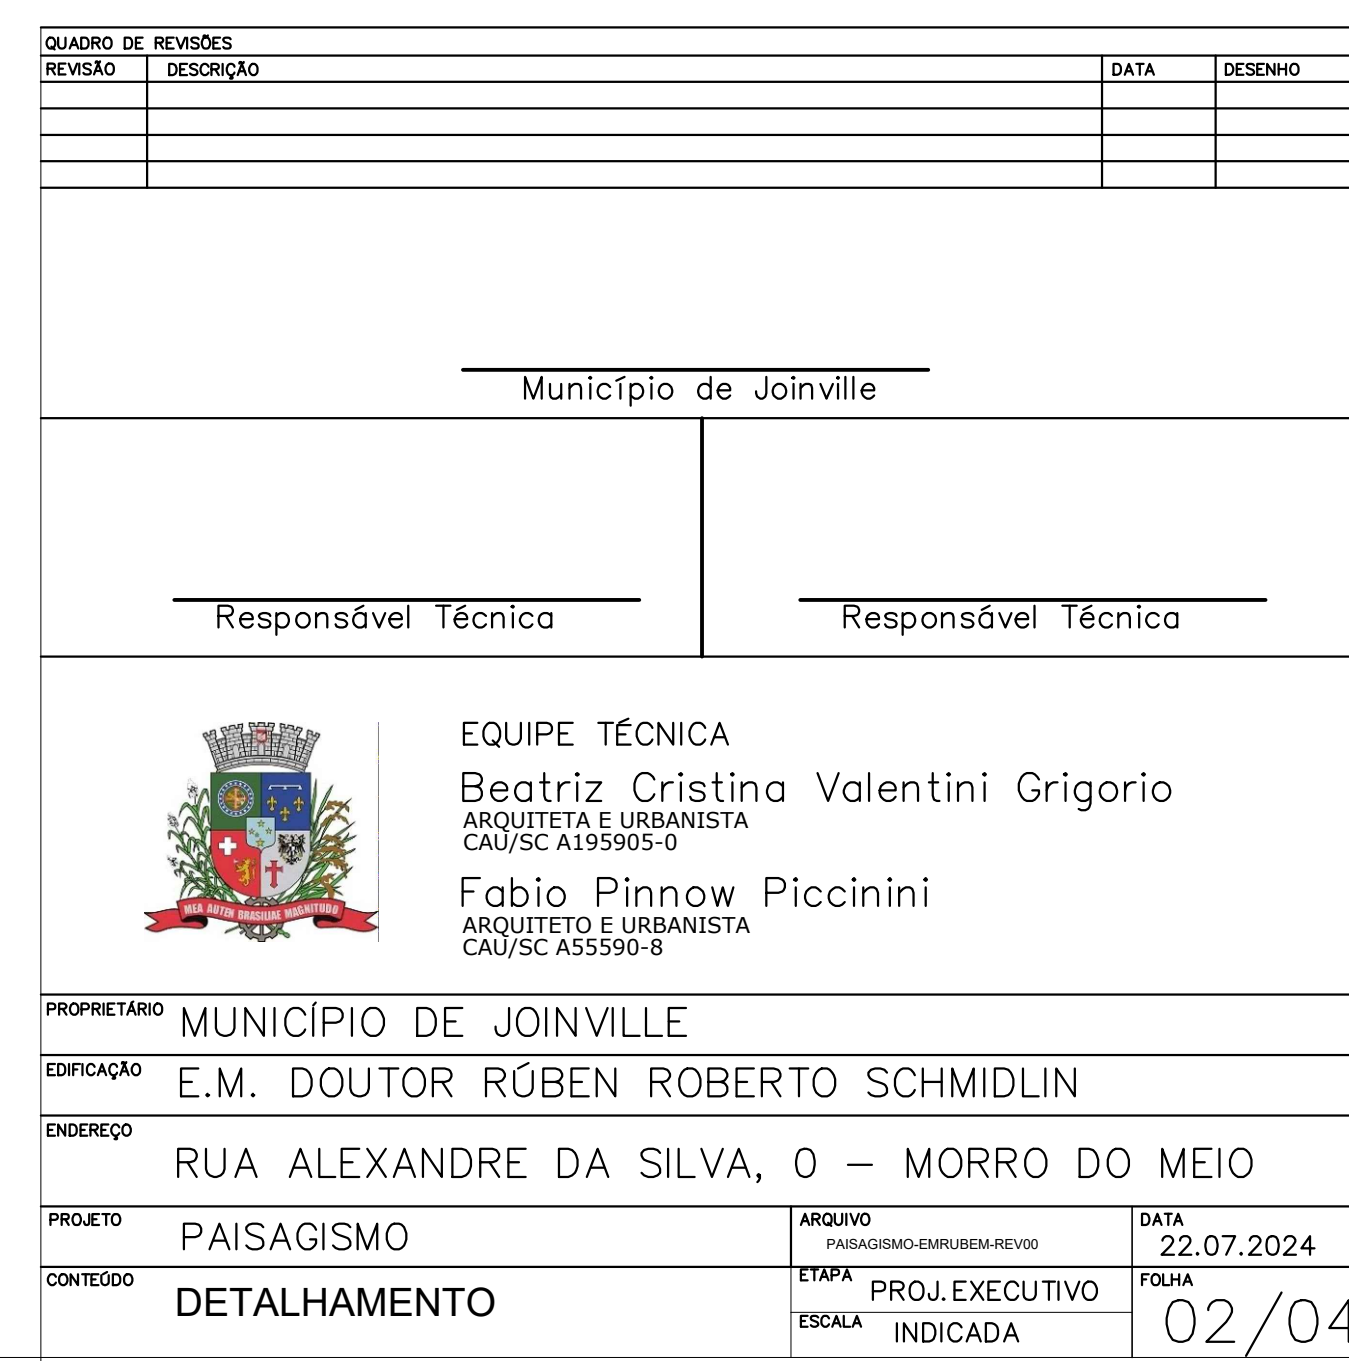 QUADRO DE REVISÕES
REVISÃO DESCRIÇÃO DATA DESENHO
Município de Joinville
Responsável Técnica Responsável Técnica
MEA AUTEM BRASILIAE MAGNITUDO
EQUIPE TÉCNICA
Beatriz Cristina Valentini Grigorio
ARQUITETA E URBANISTA
CAU/SC A195905-0
Fabio Pinnow Piccinini
ARQUITETO E URBANISTA
CAU/SC A55590-8
PROPRIETÁRIO MUNICÍPIO DE JOINVILLE
EDIFICAÇÃO E.M. DOUTOR RÚBEN ROBERTO SCHMIDLIN
ENDEREÇO
RUA ALEXANDRE DA SILVA, 0 – MORRO DO MEIO
PROJETO PAISAGISMO
ARQUIVO
PAISAGISMO-EMRUBEM-REV00
DATA
22.07.2024
CONTEÚDO DETALHAMENTO
ETAPA PROJ.EXECUTIVO
ESCALA INDICADA
FOLHA
02/04